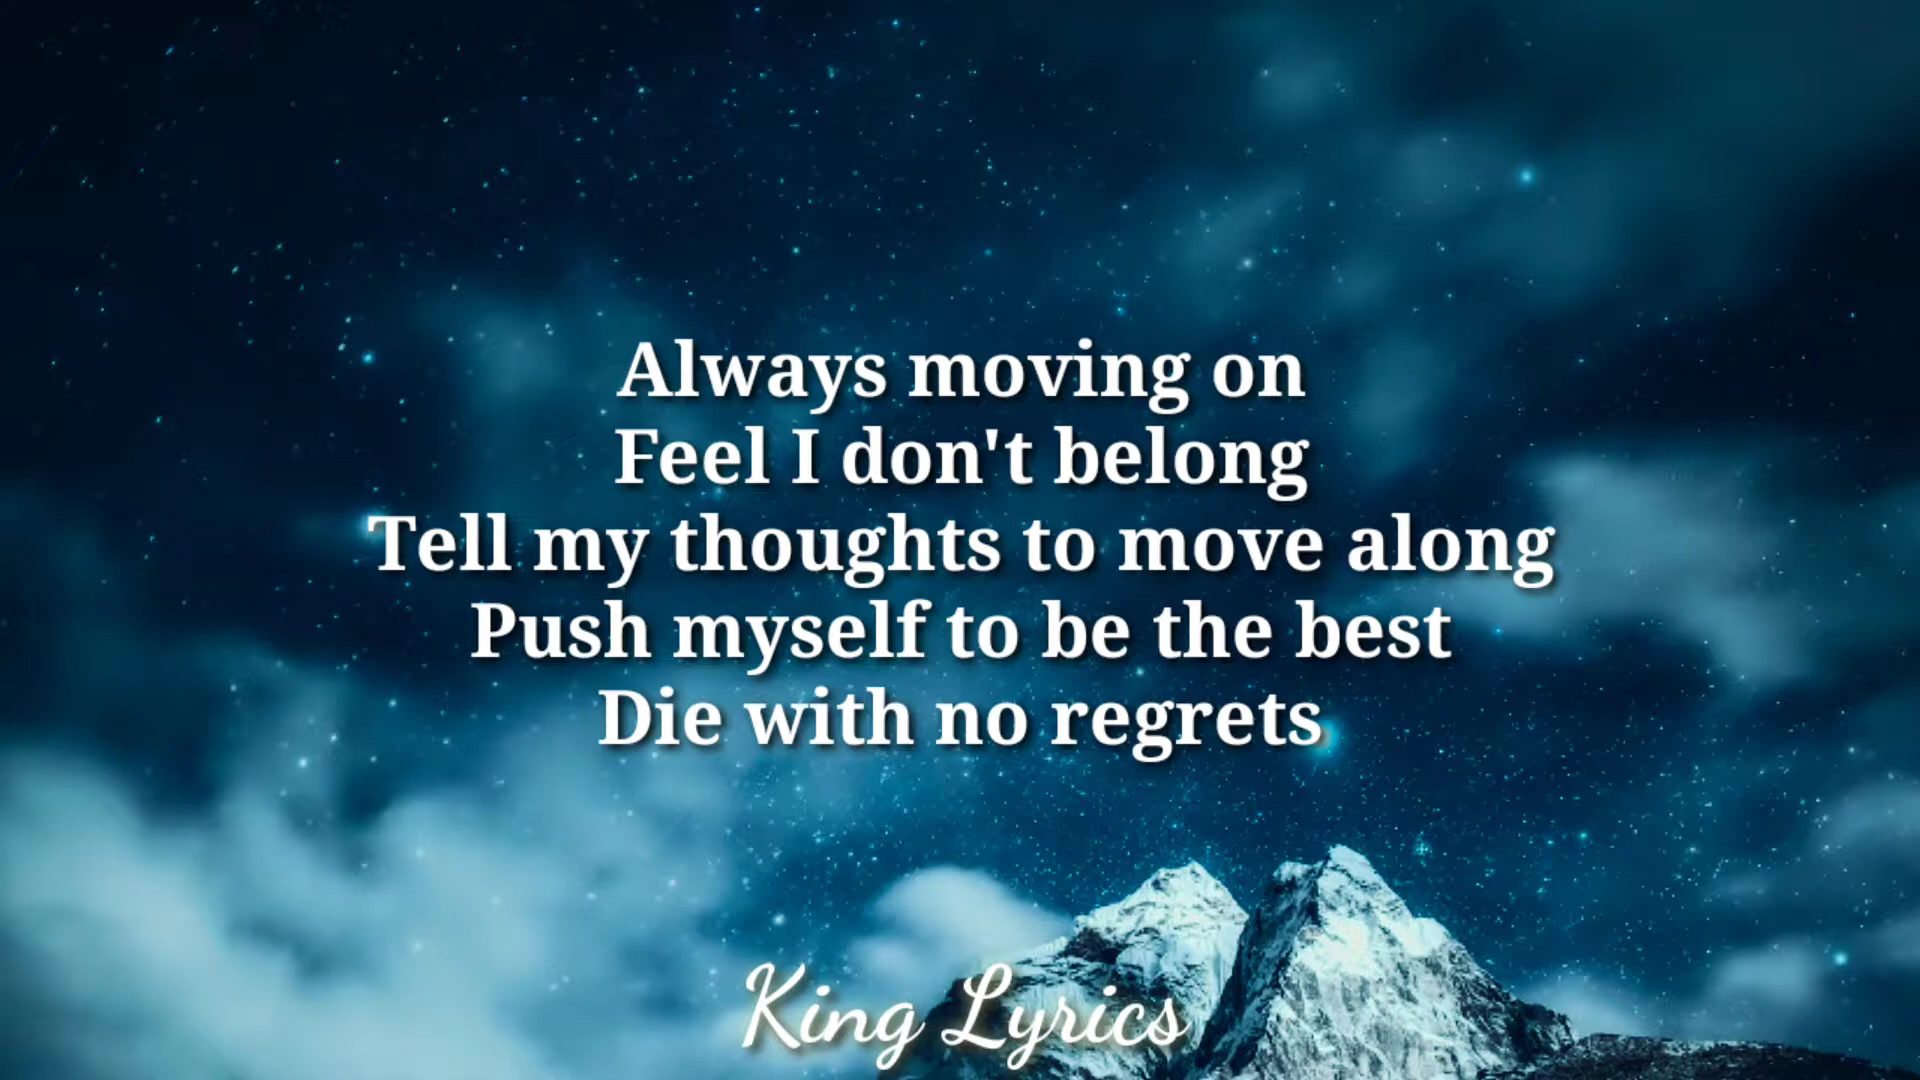 Always moving on
Feel I don't belong
Tell my thoughts to move along
Push myself to be the best
Die with no regrets
King Lyrics